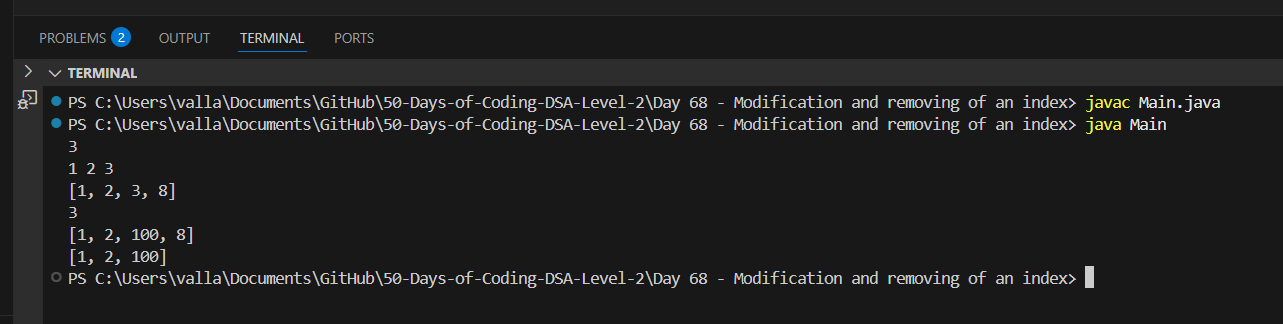 PROBLEMS 2 OUTPUT TERMINAL PORTS
TERMINAL
PS C:\Users\valla\Documents\GitHub\50-Days-of-Coding-DSA-Level-2\Day 68 - Modification and removing of an index> javac Main.java
PS C:\Users\valla\Documents\GitHub\50-Days-of-Coding-DSA-Level-2\Day 68 - Modification and removing of an index> java Main
3
1 2 3
[1, 2, 3, 8]
3
[1, 2, 100, 8]
[1, 2, 100]
PS C:\Users\valla\Documents\GitHub\50-Days-of-Coding-DSA-Level-2\Day 68 - Modification and removing of an index>